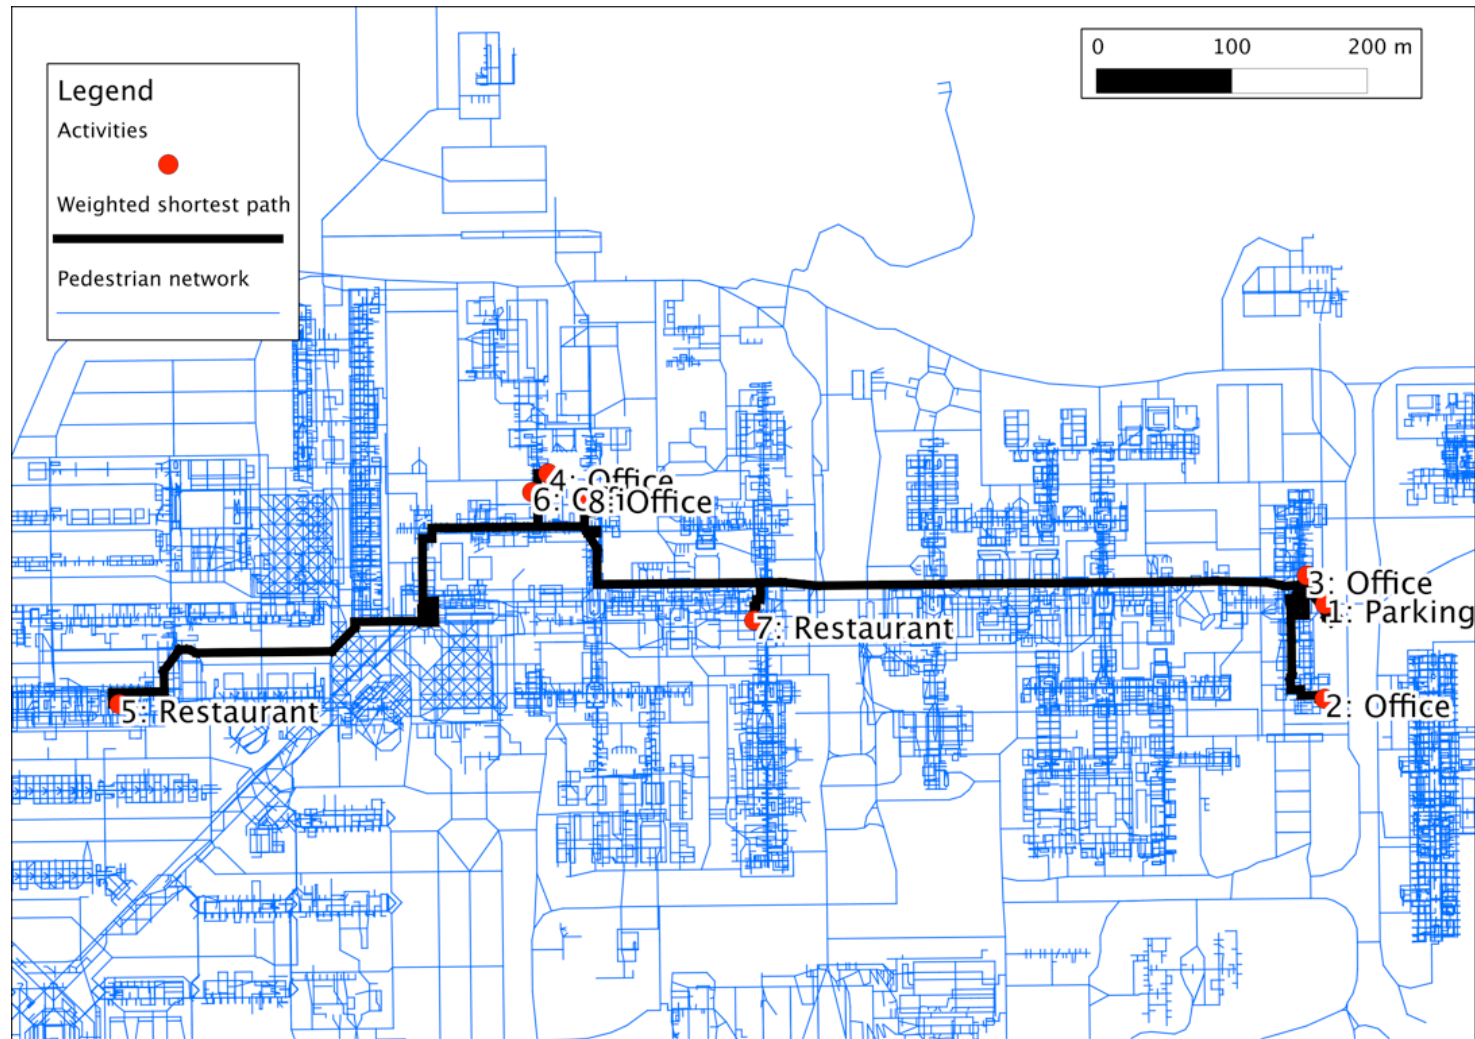 0 100 200 m
Legend
Activities
Weighted shortest path
Pedestrian network
4: Office
6:
8: Office
3: Office
1: Parking
7: Restaurant
2: Office
5: Restaurant